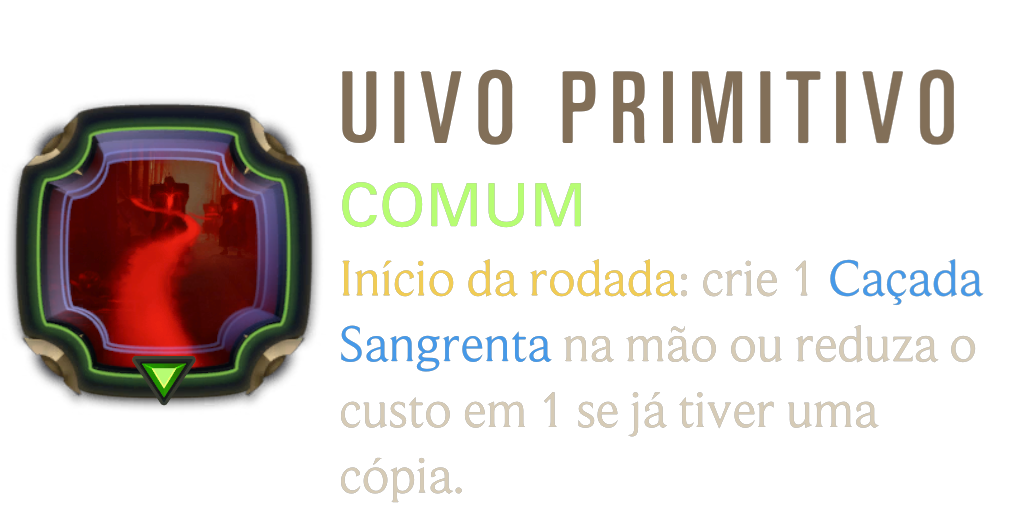 UIVO PRIMITIVO
COMUM
Início da rodada: crie 1 Caçada
Sangrenta na mão ou reduza o
custo em 1 se já tiver uma
cópia.